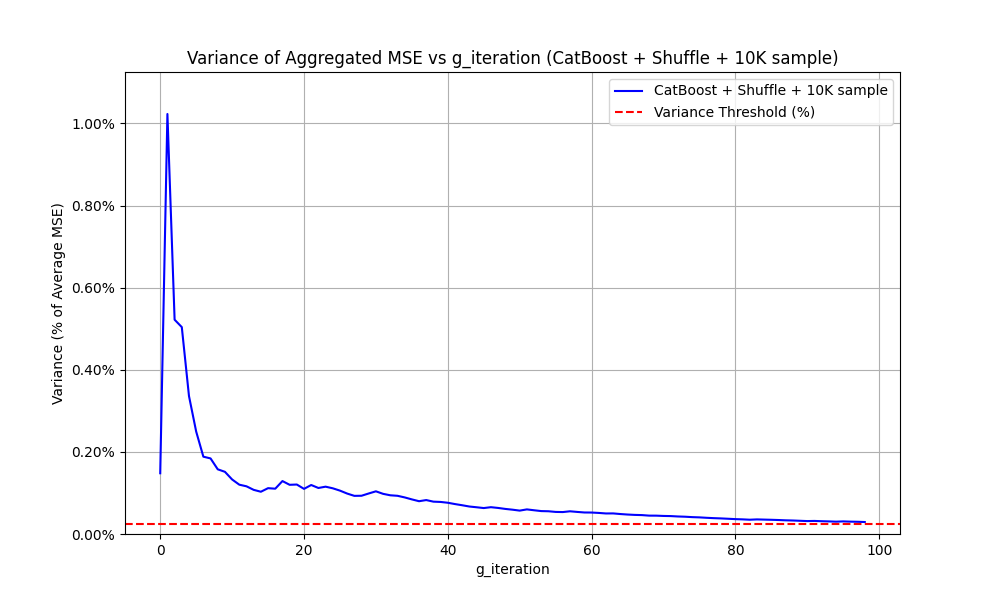 Variance of Aggregated MSE vs g_iteration (CatBoost + Shuffle + 10K sample)
CatBoost + Shuffle + 10K sample
Variance Threshold (%)
Variance (% of Average MSE)
1.00%
0.80%
0.60%
0.40%
0.20%
0.00%
0
20
40
60
80
100
g_iteration